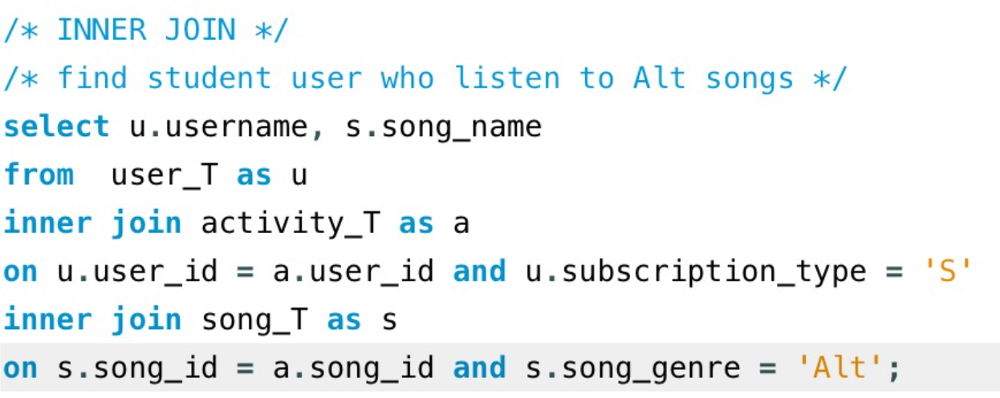 /* INNER JOIN */
/* find student user who listen to Alt songs */
select u.username, s.song_name
from  user_T as u
inner join activity_T as a
on u.user_id = a.user_id and u.subscription_type = 'S'
inner join song_T as s
on s.song_id = a.song_id and s.song_genre = 'Alt';